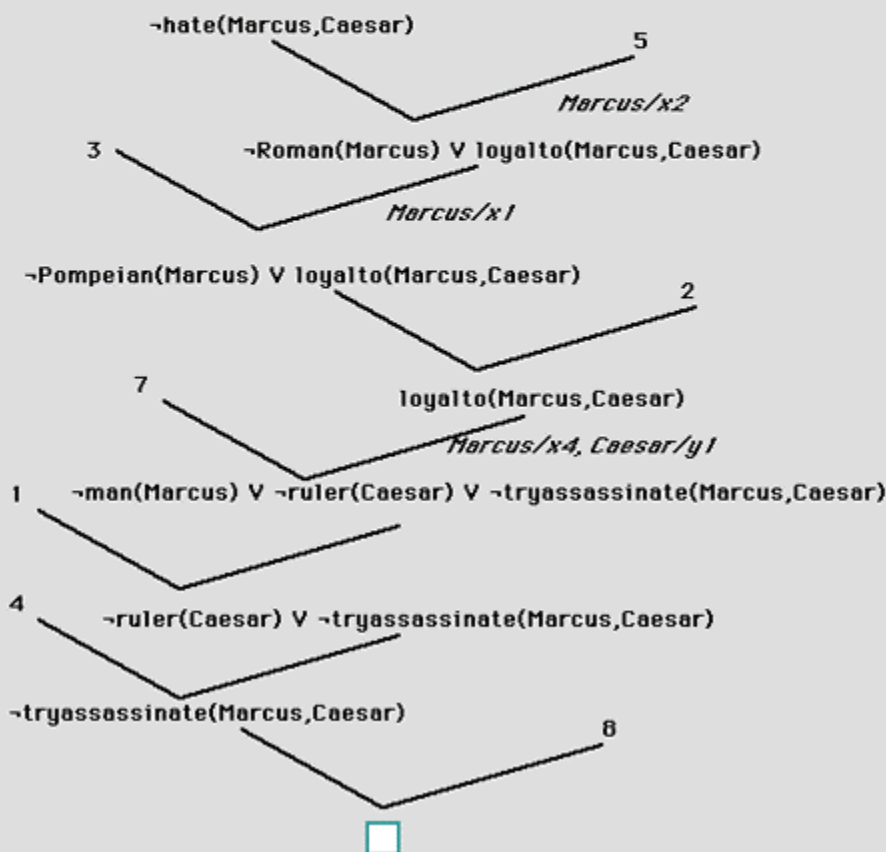 ¬hate(Marcus,Caesar)
5
Marcus/x2
3
¬Roman(Marcus) V loyalto(Marcus,Caesar)
Marcus/x1
¬Pompeian(Marcus) V loyalto(Marcus,Caesar)
2
7
loyalto(Marcus,Caesar)
Marcus/x4, Caesar/y1
1
¬man(Marcus) V ¬ruler(Caesar) V ¬tryassassinate(Marcus,Caesar)
4
¬ruler(Caesar) V ¬tryassassinate(Marcus,Caesar)
¬tryassassinate(Marcus,Caesar)
8